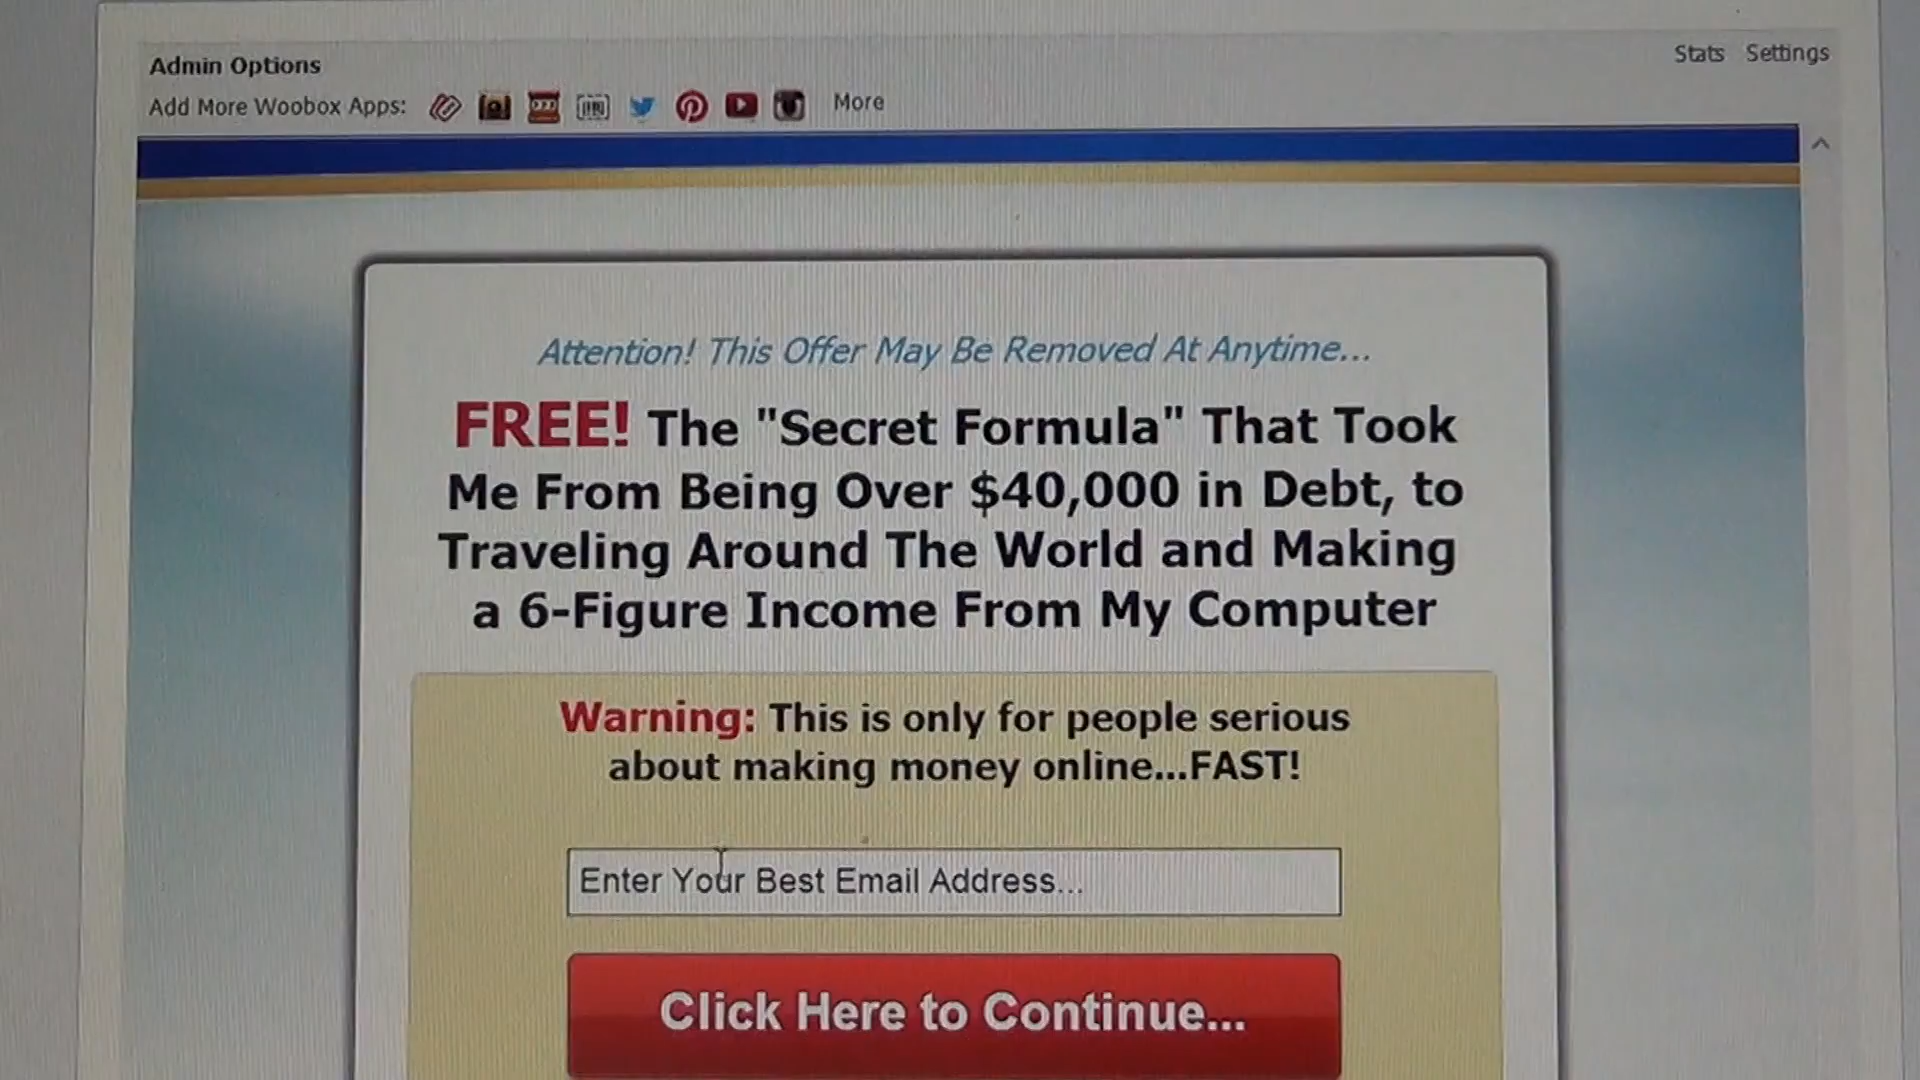 Admin Options
Stats Settings
Add More Woobox Apps: More
Attention! This Offer May Be Removed At Anytime...
FREE! The "Secret Formula" That Took
Me From Being Over $40,000 in Debt, to
Traveling Around The World and Making
a 6-Figure Income From My Computer
Warning: This is only for people serious
about making money online...FAST!
Enter Your Best Email Address...
Click Here to Continue...